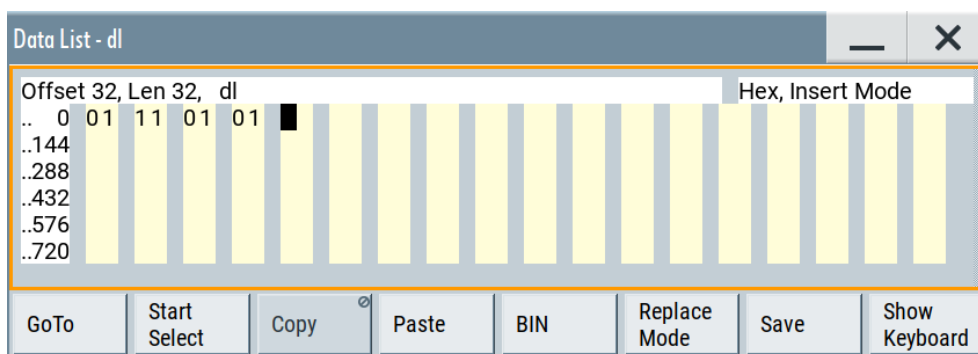 Data List - dl
Offset 32, Len 32, dl Hex, Insert Mode
.. 0 01 11 01 01
..144
..288
..432
..576
..720
GoTo Start Select Copy Paste BIN Replace Mode Save Show Keyboard